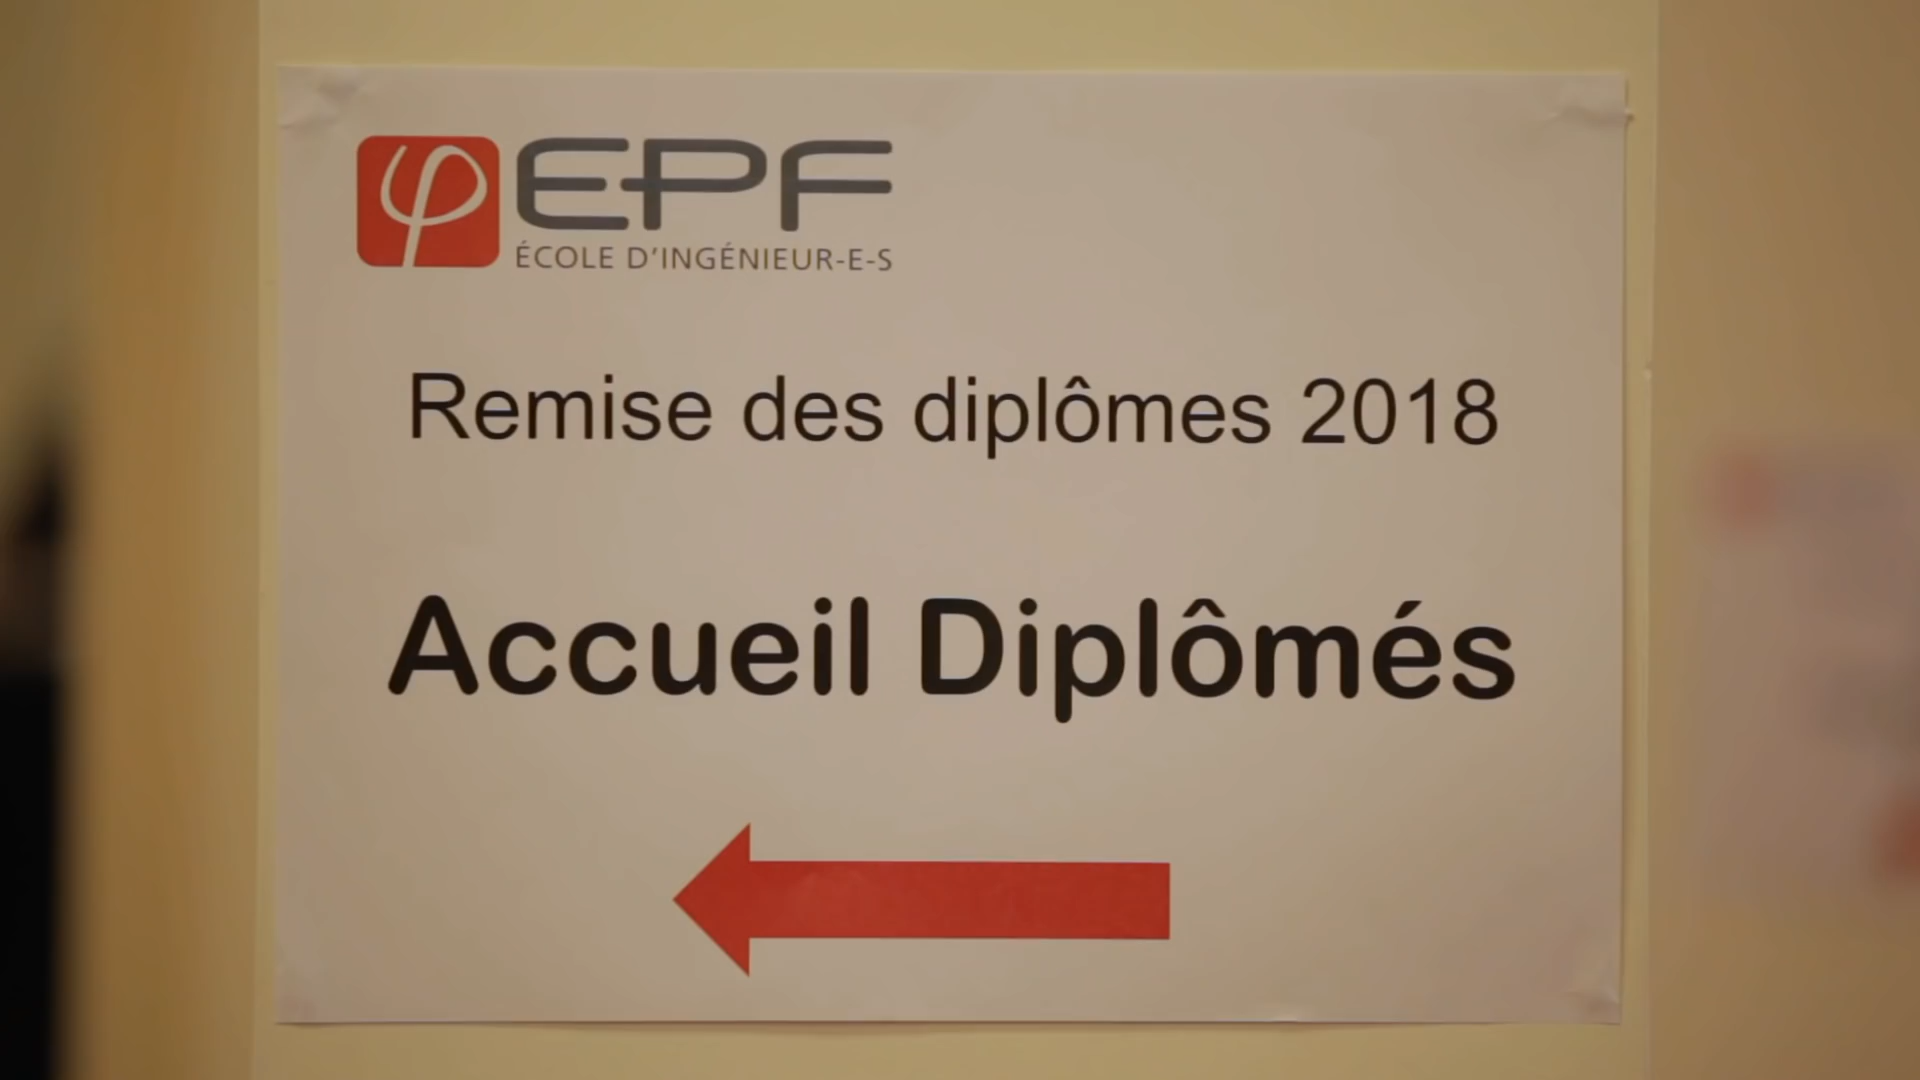 φ EPF
ÉCOLE D'INGÉNIEUR-E-S
Remise des diplômes 2018
Accueil Diplômés